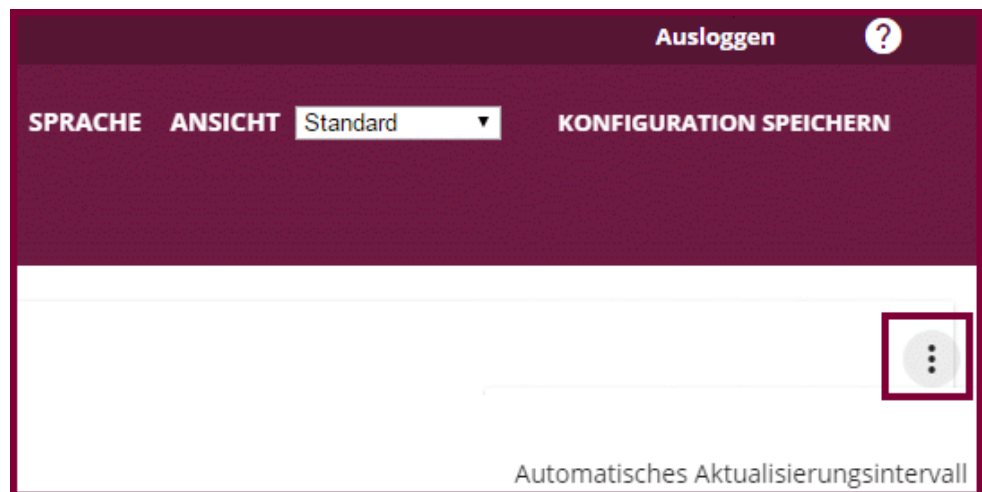 Ausloggen ?
SPRACHE ANSICHT Standard KONFIGURATION SPEICHERN
Automatisches Aktualisierungsintervall